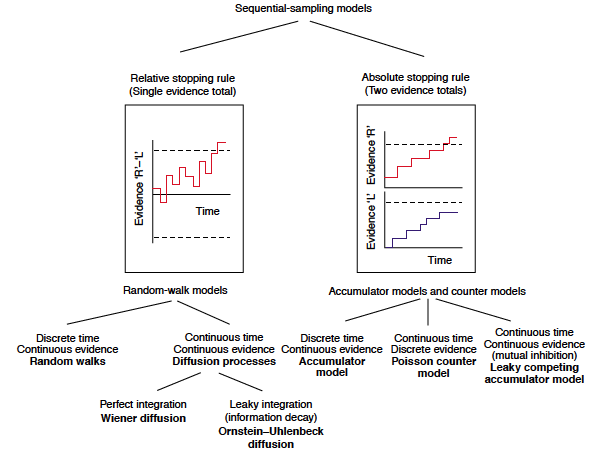 Sequential-sampling models
Relative stopping rule
(Single evidence total)
Absolute stopping rule
(Two evidence totals)
Evidence 'R'–'L'
Time
Evidence 'R'
Evidence 'L'
Time
Random-walk models
Accumulator models and counter models
Discrete time
Continuous evidence
Random walks
Continuous time
Continuous evidence
Diffusion processes
Discrete time
Continuous evidence
Accumulator
model
Continuous time
Discrete evidence
Poisson counter
model
Continuous time
Continuous evidence
(mutual inhibition)
Leaky competing
accumulator model
Perfect integration
Wiener diffusion
Leaky integration
(information decay)
Ornstein–Uhlenbeck
diffusion